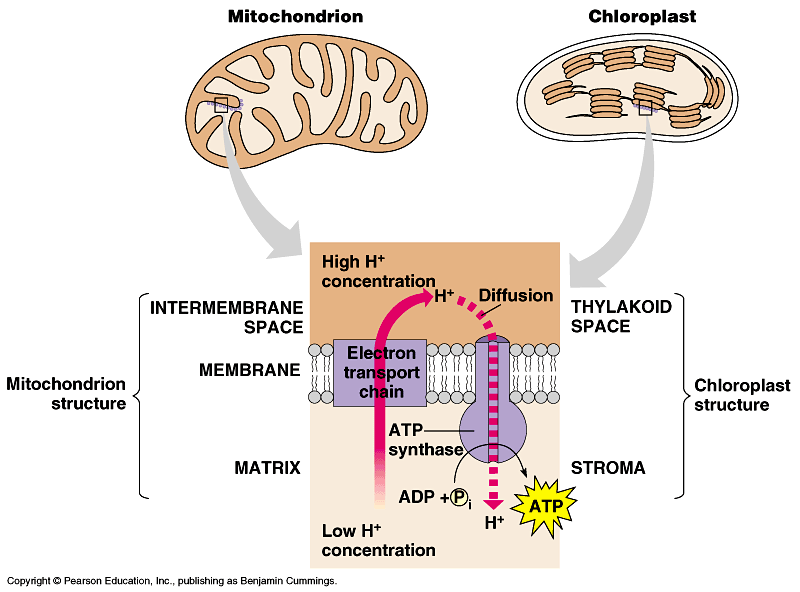 Mitochondrion
Chloroplast
High H⁺
concentration
H⁺
Diffusion
INTERMEMBRANE
SPACE
THYLAKOID
SPACE
Electron
transport
chain
MEMBRANE
Mitochondrion
structure
Chloroplast
structure
ATP
synthase
MATRIX
STROMA
ADP + Pᵢ
H⁺
ATP
Low H⁺
concentration
Copyright © Pearson Education, Inc., publishing as Benjamin Cummings.